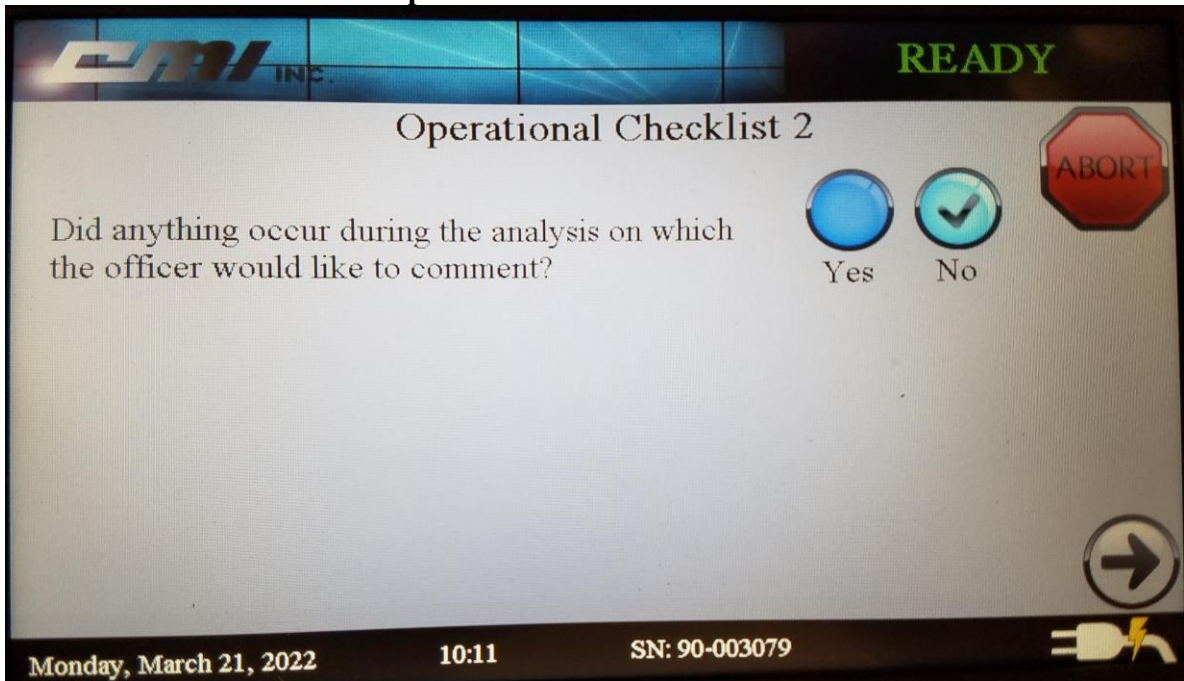 CMI INC.
READY
Operational Checklist 2
ABORT
Did anything occur during the analysis on which
the officer would like to comment?
Yes No
Monday, March 21, 2022 10:11 SN: 90-003079